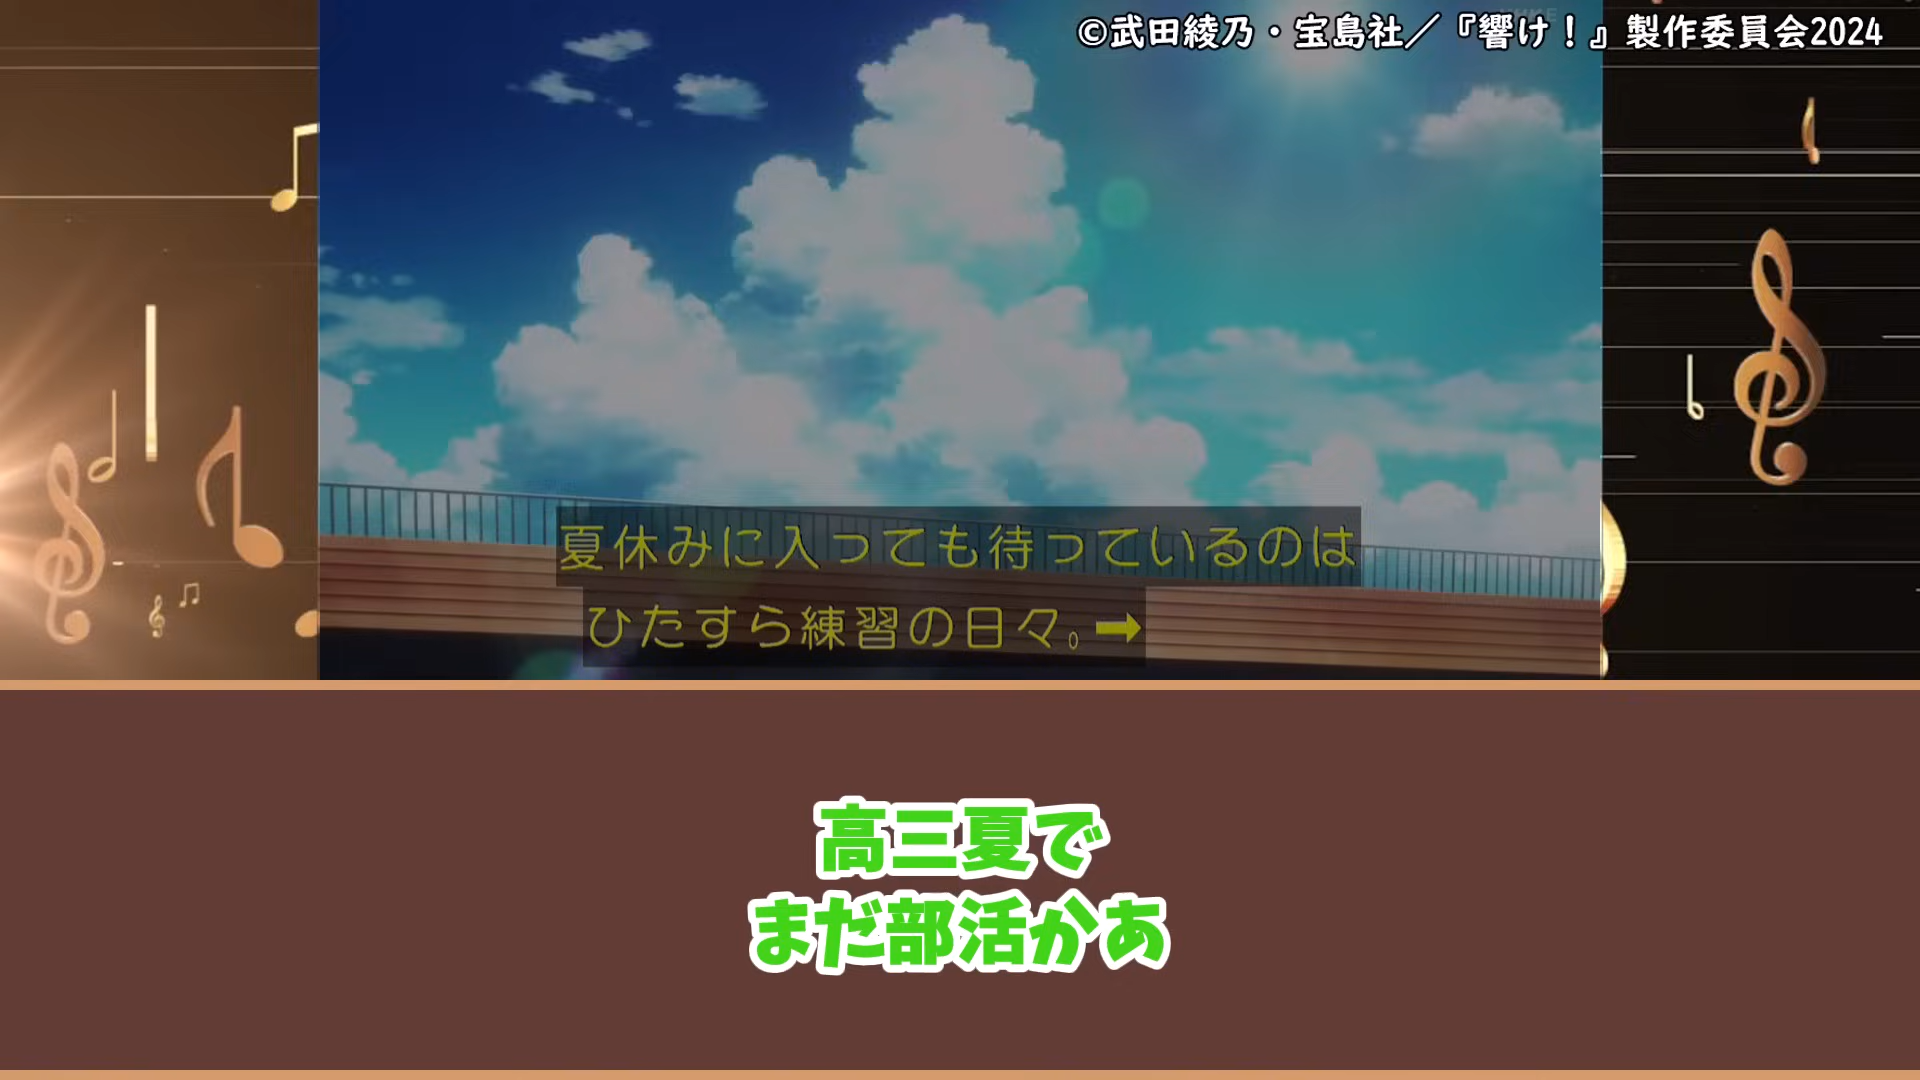 ©武田綾乃・宝島社／『響け！』製作委員会2024
夏休みに入っても待っているのは
ひたすら練習の日々。➡
高三夏で
まだ部活かあ